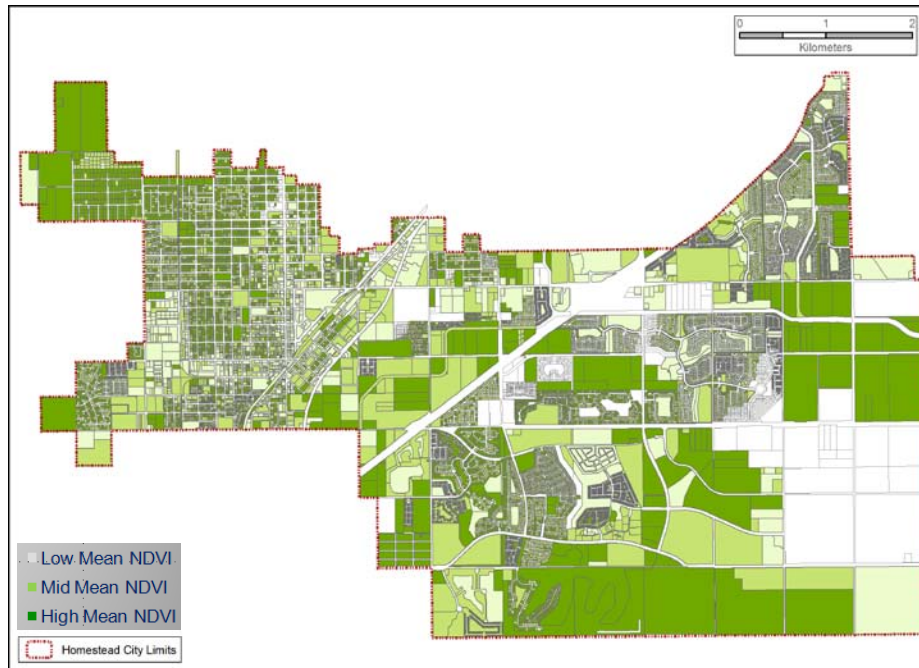 0 1 2
Kilometers
Low Mean NDVI
Mid Mean NDVI
High Mean NDVI
Homestead City Limits